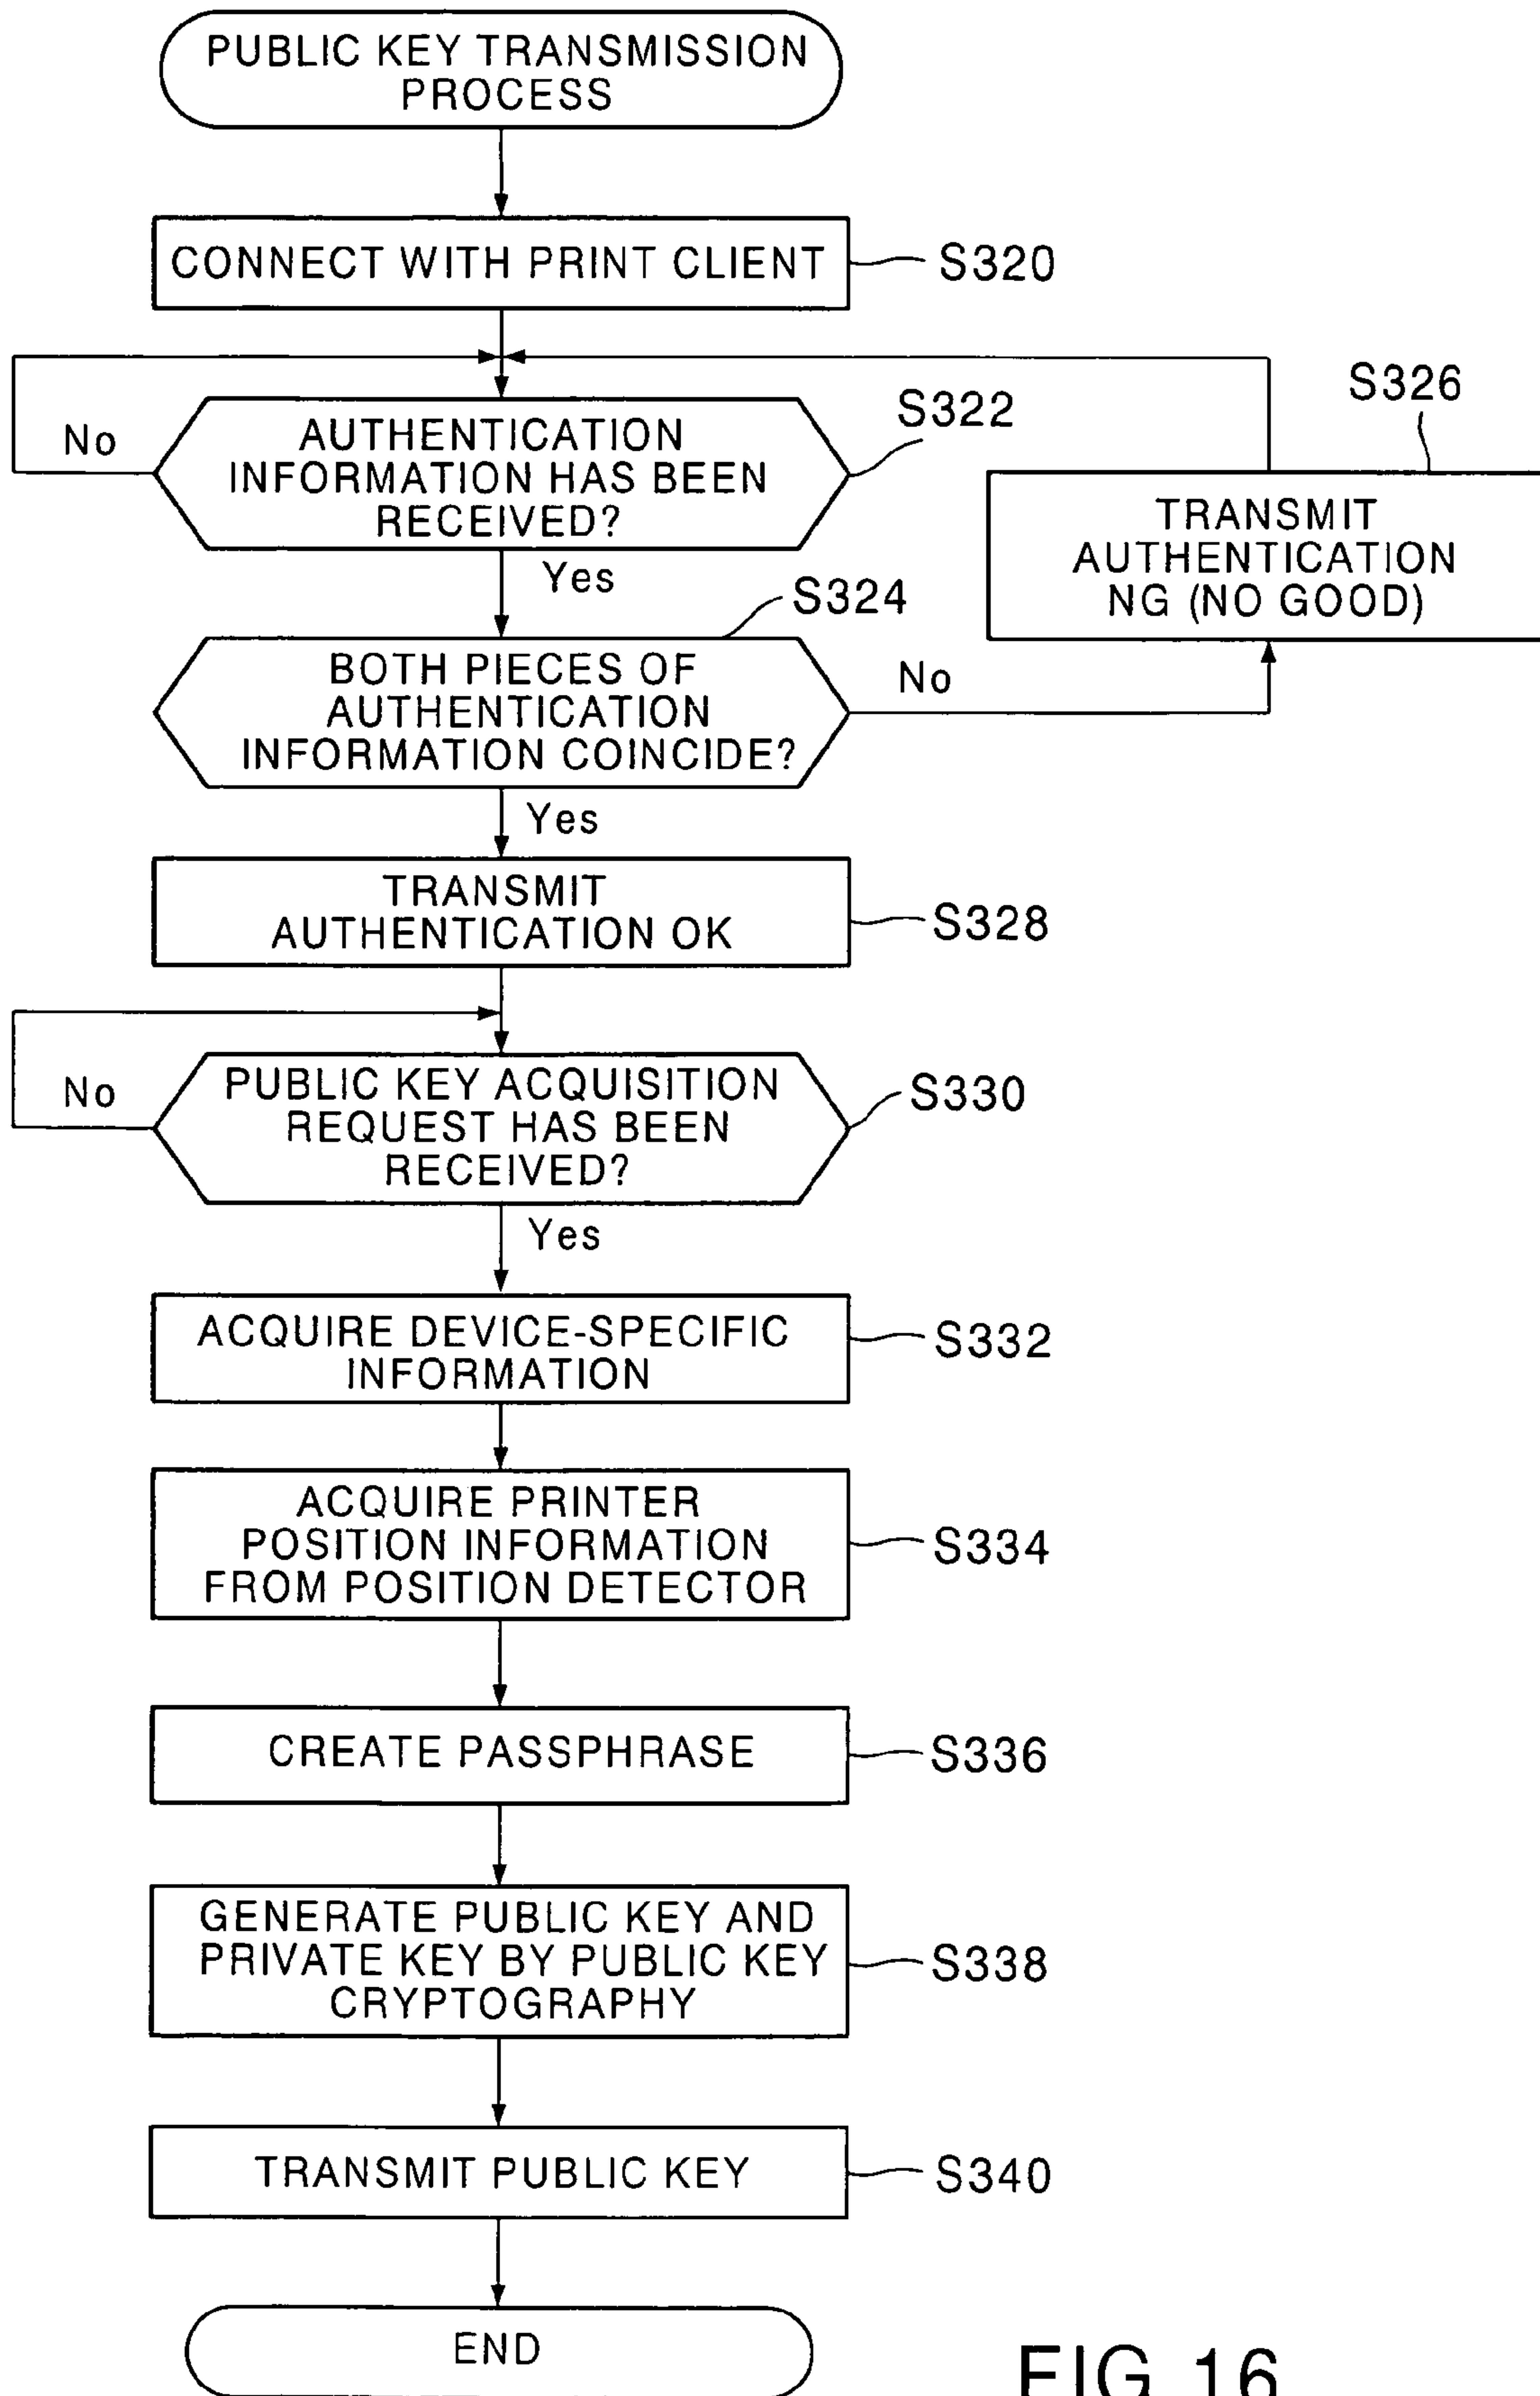 PUBLIC KEY TRANSMISSION
PROCESS
CONNECT WITH PRINT CLIENT
S320
No
AUTHENTICATION
INFORMATION HAS BEEN
RECEIVED?
S322
S326
TRANSMIT
AUTHENTICATION
NG (NO GOOD)
Yes
S324
BOTH PIECES OF
AUTHENTICATION
INFORMATION COINCIDE?
No
Yes
TRANSMIT
AUTHENTICATION OK
S328
No
PUBLIC KEY ACQUISITION
REQUEST HAS BEEN
RECEIVED?
S330
Yes
ACQUIRE DEVICE-SPECIFIC
INFORMATION
S332
ACQUIRE PRINTER
POSITION INFORMATION
FROM POSITION DETECTOR
S334
CREATE PASSPHRASE
S336
GENERATE PUBLIC KEY AND
PRIVATE KEY BY PUBLIC KEY
CRYPTOGRAPHY
S338
TRANSMIT PUBLIC KEY
S340
END
FIG 16